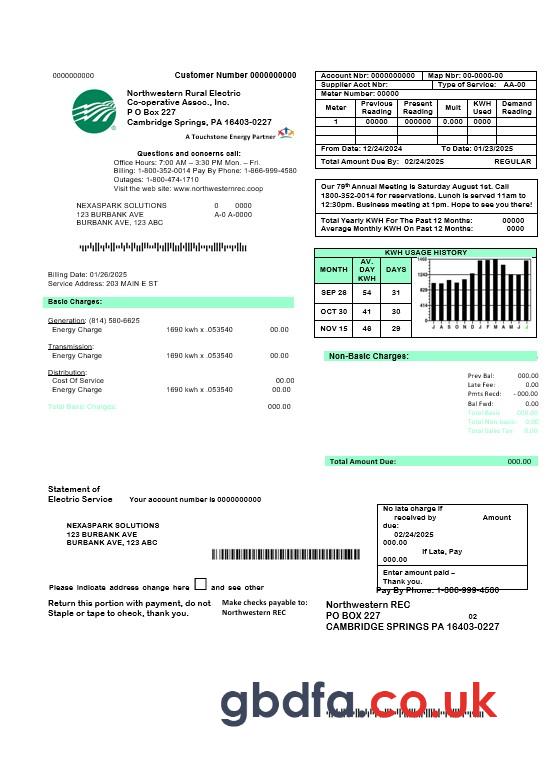 0000000000
Customer Number 0000000000
Northwestern Rural Electric
Co-operative Assoc., Inc.
P O Box 227
Cambridge Springs, PA 16403-0227
A Touchstone Energy Partner
Questions and concerns call:
Office Hours: 7:00 AM – 3:30 PM Mon. – Fri.
Billing: 1-800-352-0014 Pay By Phone: 1-866-999-4580
Outages: 1-800-474-1710
Visit the web site: www.northwesternrec.coop
NEXASPARK SOLUTIONS 0 0000
123 BURBANK AVE A-0 A-0000
BURBANK AVE, 123 ABC
Billing Date: 01/26/2025
Service Address: 203 MAIN E ST
Basic Charges:
Generation: (814) 580-6625
Energy Charge 1690 kwh x .053540 00.00
Transmission:
Energy Charge 1690 kwh x .053540
Distribution:
Cost Of Service 00.00
Energy Charge 1690 kwh x .053540 00.00
Total Basic Charges: 000.00
Account Nbr: 0000000000 Map Nbr: 00-0000-00
Supplier Acct Nbr: Type of Service: AA-00
Meter Number: 00000
Meter Previous Reading Present Reading Mult KWH Used Demand Reading
1 00000 000000 0.000 0000
From Date: 12/24/2024 To Date: 01/23/2025
Total Amount Due By: 02/24/2025 REGULAR
Our 79th Annual Meeting is Saturday August 1st. Call
1800-352-0014 for reservations. Lunch is served 11am to
12:30pm. Business meeting at 1pm. Hope to see you there!
Total Yearly KWH For The Past 12 Months: 00000
Average Monthly KWH On Past 12 Months: 0000
KWH USAGE HISTORY
MONTH AV. DAY KWH DAYS
SEP 28 54 31
OCT 30 41 30
NOV 15 46 29
J A S O N D J F M A M J J
Non-Basic Charges:
Prev Bal: 000.00
Late Fee: 0.00
Pmts Recd: - 000.00
Bal Fwd: 0.00
Total Basic 000.00
Total Non basic: 0.00
Total Sales Tax 0.00
Total Amount Due: 000.00
Statement of
Electric Service Your account number is 0000000000
NEXASPARK SOLUTIONS
123 BURBANK AVE
BURBANK AVE, 123 ABC
No late charge if
received by Amount
due:
02/24/2025
000.00
If Late, Pay
000.00
Enter amount paid –
Thank you.
Pay By Phone: 1-866-999-4580
Please indicate address change here and see other
Return this portion with payment, do not
Staple or tape to check, thank you.
Make checks payable to:
Northwestern REC
Northwestern REC
PO BOX 227 02
CAMBRIDGE SPRINGS PA 16403-0227
gbdfa.co.uk